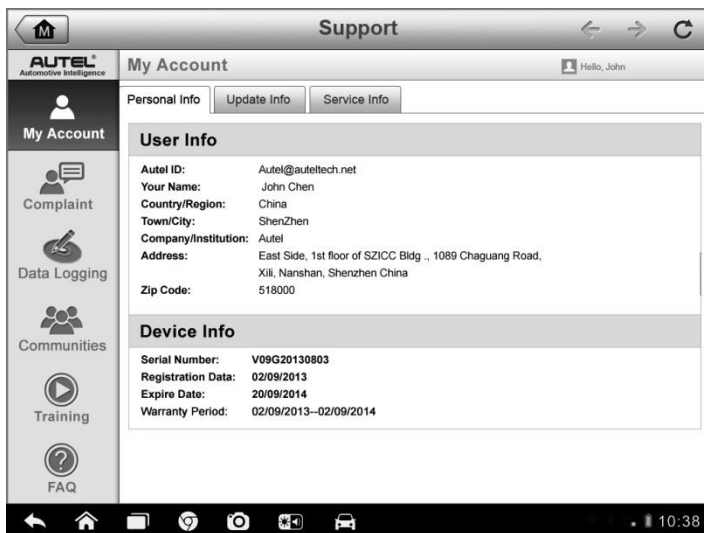 M
Support
AUTEL®
Automotive Intelligence
My Account
Hello, John
My Account
Complaint
Data Logging
Communities
Training
?
FAQ
Personal Info
Update Info
Service Info
User Info
Autel ID: Autel@auteltech.net
Your Name: John Chen
Country/Region: China
Town/City: ShenZhen
Company/Institution: Autel
Address: East Side, 1st floor of SZICC Bldg ., 1089 Chaguang Road,
Xili, Nanshan, Shenzhen China
Zip Code: 518000
Device Info
Serial Number: V09G20130803
Registration Data: 02/09/2013
Expire Date: 20/09/2014
Warranty Period: 02/09/2013--02/09/2014
10:38